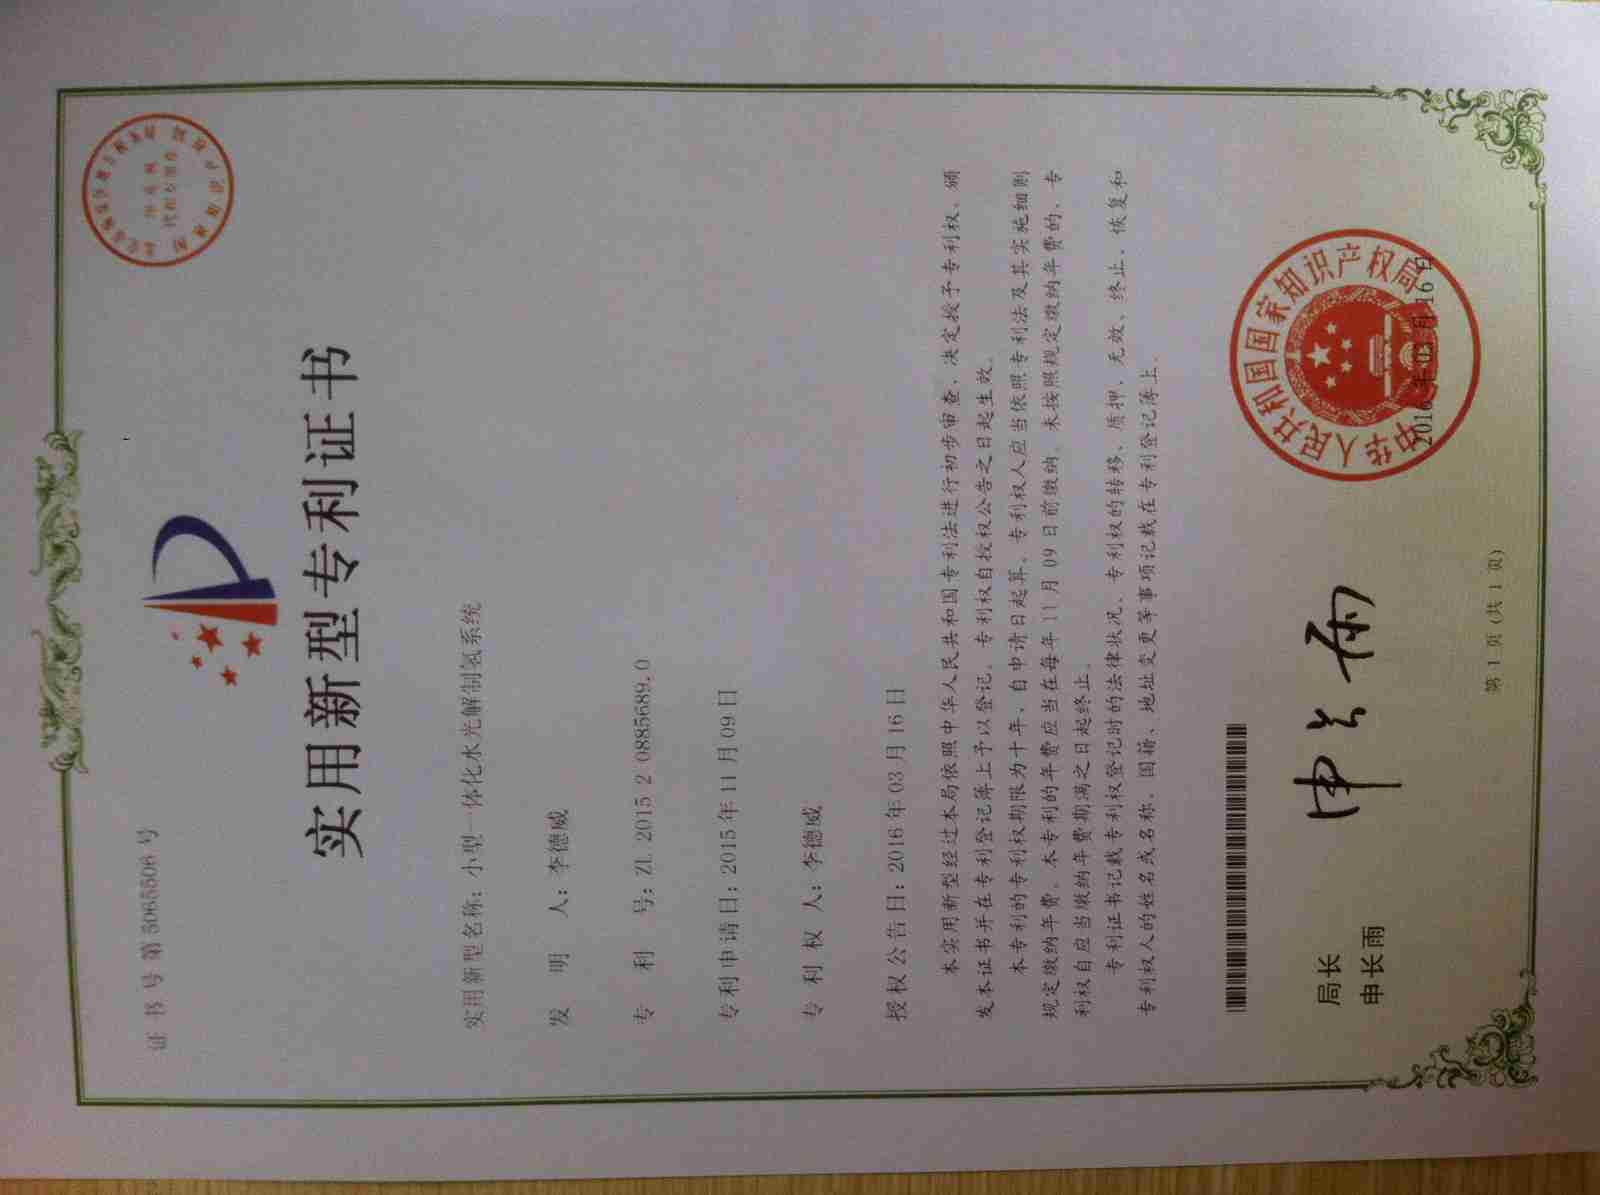 证书号第5065506号
实用新型专利证书
实用新型名称：小型一体化水光解制氢系统
发 明 人：李德威
专 利 号：ZL 2015 2 0885689.0
专利申请日：2015年11月09日
专 利 权 人：李德威
授权公告日：2016年03月16日
本实用新型经过本局依照中华人民共和国专利法进行初步审查，决定授予专利权，颁
发本证书并在专利登记簿上予以登记。专利权自授权公告之日起生效。
本专利的专利权期限为十年，自申请日起算。专利权人应当依照专利法及其实施细则
规定缴纳年费。本专利的年费应当在每年11月09日前缴纳。未按照规定缴纳年费的，专
利权自应当缴纳年费期满之日起终止。
专利证书记载专利权登记时的法律状况。专利权的转移、质押、无效、终止、恢复和
专利权人的姓名或名称、国籍、地址变更等事项记载在专利登记簿上。
局长
申长雨
申长雨
中华人民共和国国家知识产权局
2016年03月16日
第1页(共1页)